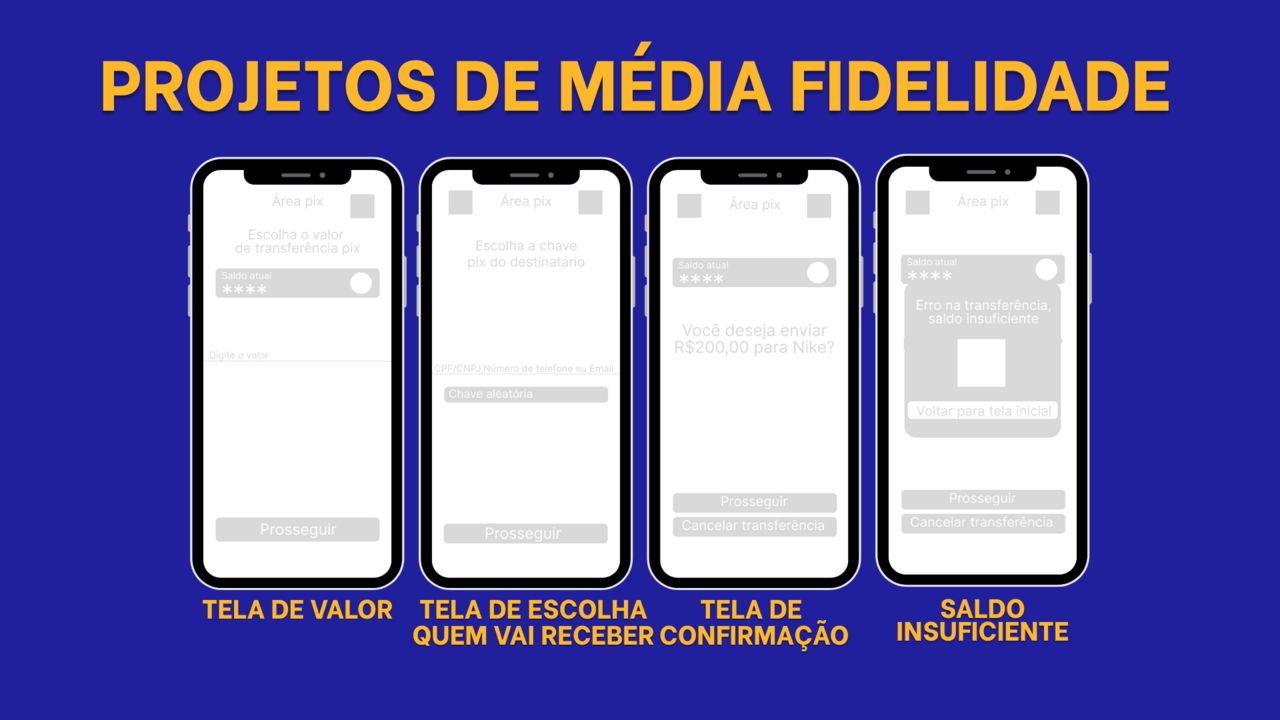 PROJETOS DE MÉDIA FIDELIDADE
Área pix
Escolha o valor
de transferência pix
Saldo atual
****
Digite o valor
Prosseguir
TELA DE VALOR
Área pix
Escolha a chave
pix do destinatário
CPF/CNPJ,Número de telefone ou Email
Chave aleatória
Prosseguir
TELA DE ESCOLHA
QUEM VAI RECEBER
Área pix
Saldo atual
****
Você deseja enviar
R$200,00 para Nike?
Prosseguir
Cancelar transferência
TELA DE
CONFIRMAÇÃO
Área pix
Saldo atual
****
Erro na transferência,
saldo insuficiente
Voltar para tela inicial
Prosseguir
Cancelar transferência
SALDO
INSUFICIENTE